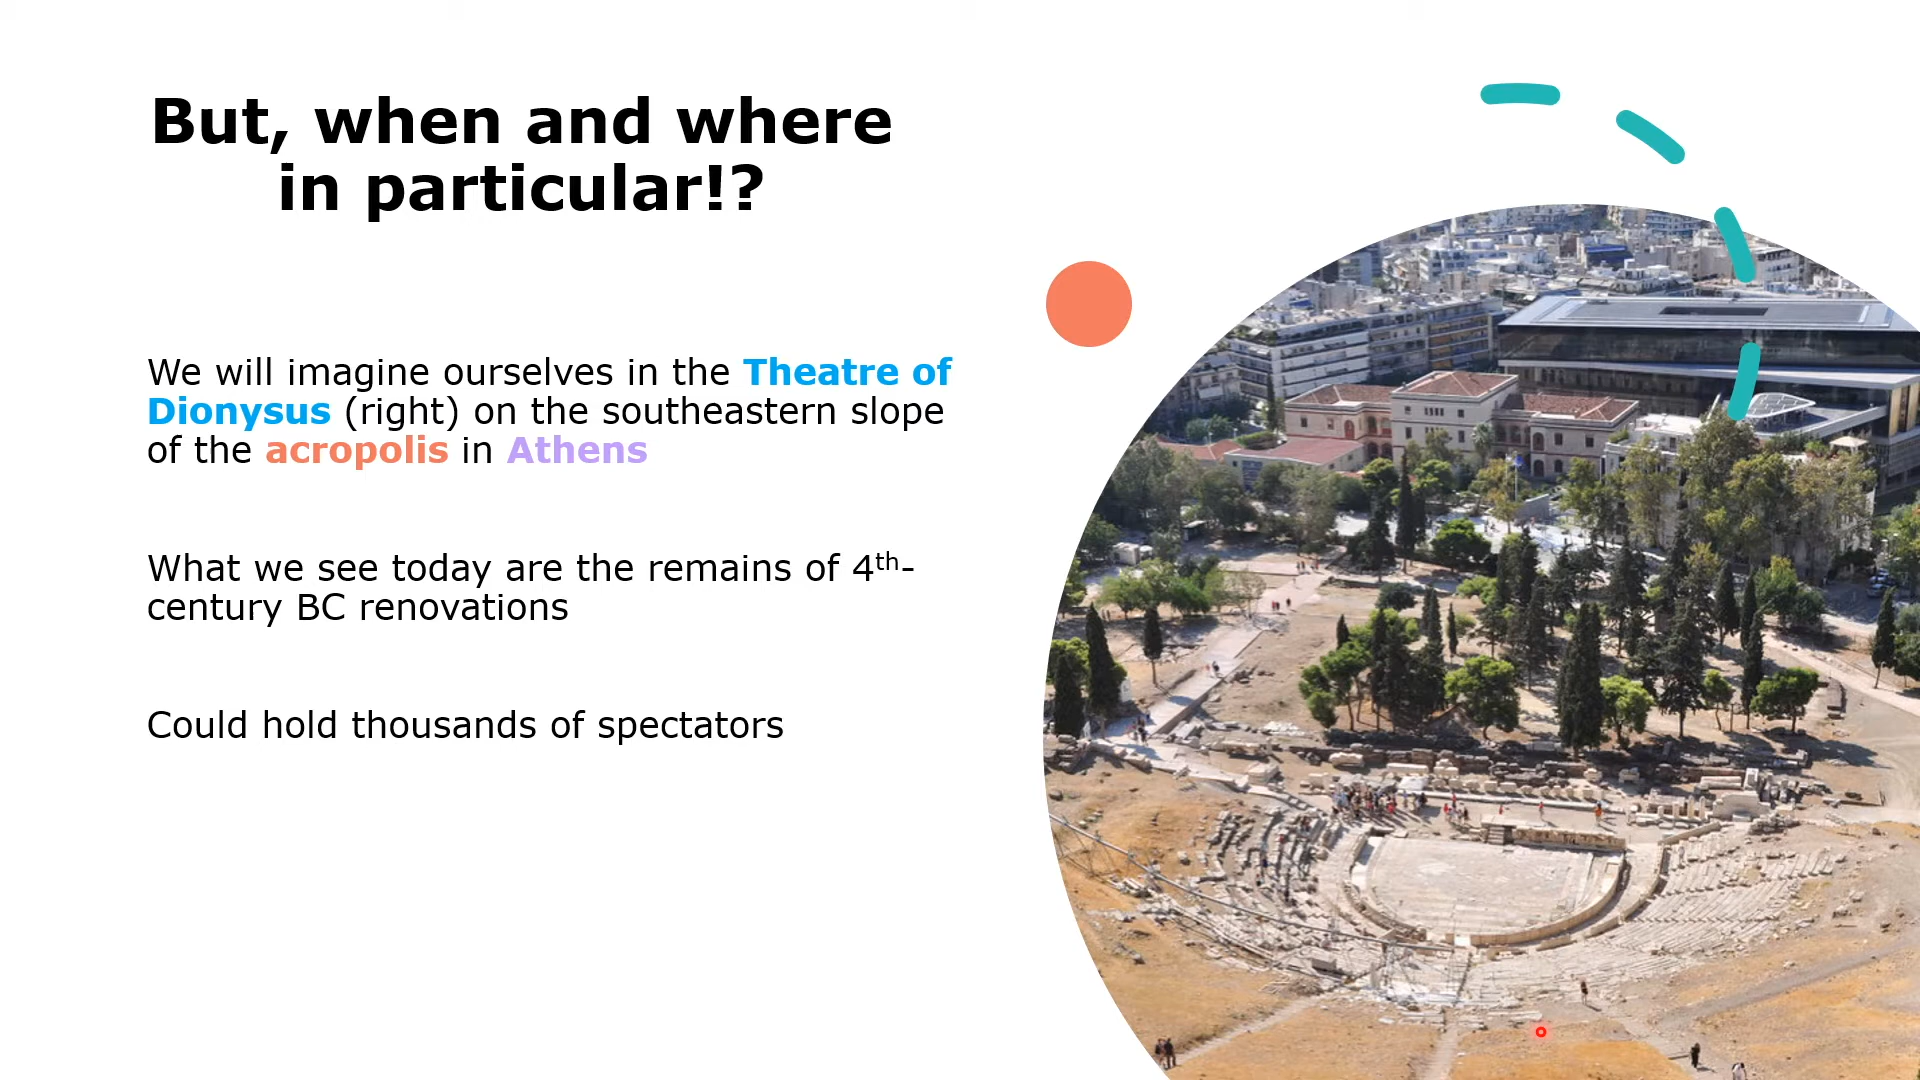 But, when and where
in particular!?
We will imagine ourselves in the Theatre of
Dionysus (right) on the southeastern slope
of the acropolis in Athens
What we see today are the remains of 4th-
century BC renovations
Could hold thousands of spectators